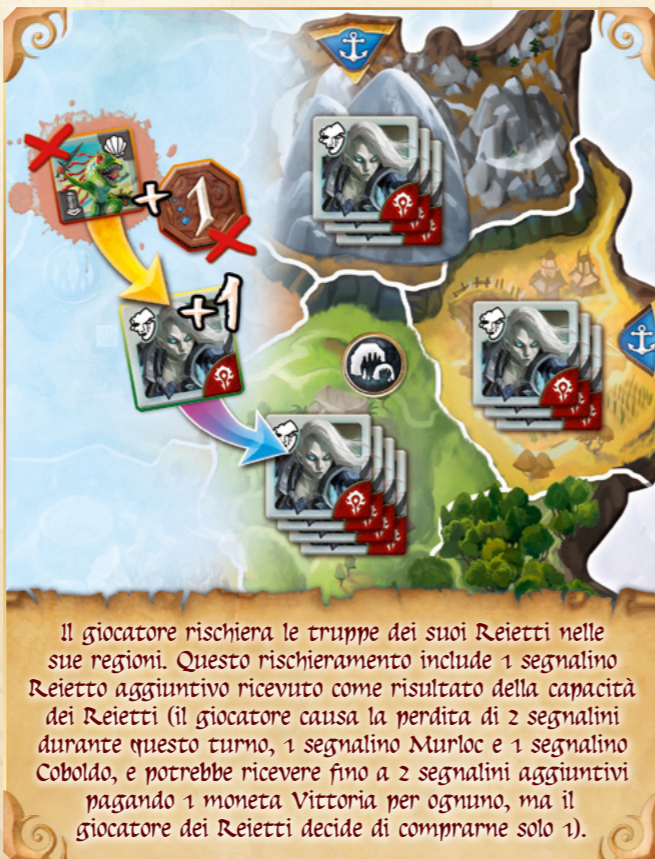 +
1
+1
Il giocatore rischiera le truppe dei suoi Reietti nelle
sue regioni. Questo rischieramento include 1 segnalino
Reietto aggiuntivo ricevuto come risultato della capacità
dei Reietti (il giocatore causa la perdita di 2 segnalini
durante questo turno, 1 segnalino Murloc e 1 segnalino
Coboldo, e potrebbe ricevere fino a 2 segnalini aggiuntivi
pagando 1 moneta Vittoria per ognuno, ma il
giocatore dei Reietti decide di comprarne solo 1).